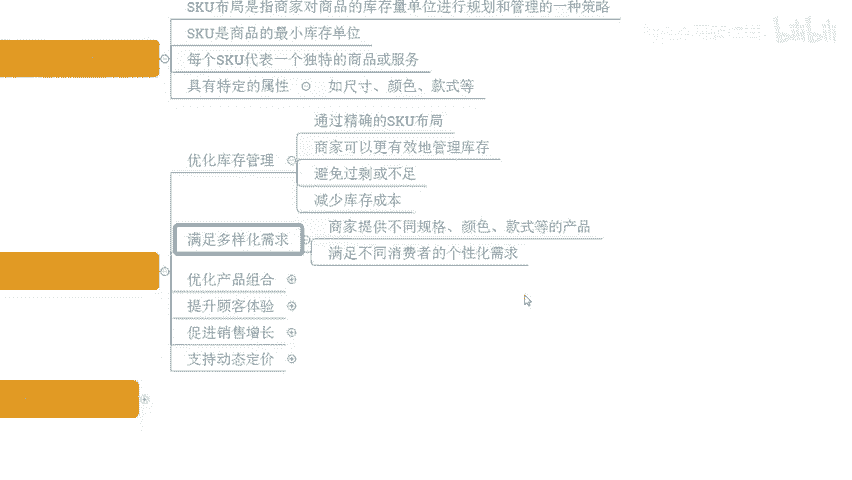 SKU布局是指商家对商品的库存量单位进行规划和管理的一种策略
SKU是商品的最小库存单位
每个SKU代表一个独特的商品或服务
具有特定的属性 如尺寸、颜色、款式等
通过精确的SKU布局
商家可以更有效地管理库存
优化库存管理
避免过剩或不足
减少库存成本
商家提供不同规格、颜色、款式等的产品
满足多样化需求
满足不同消费者的个性化需求
优化产品组合
提升顾客体验
促进销售增长
支持动态定价
bilibili